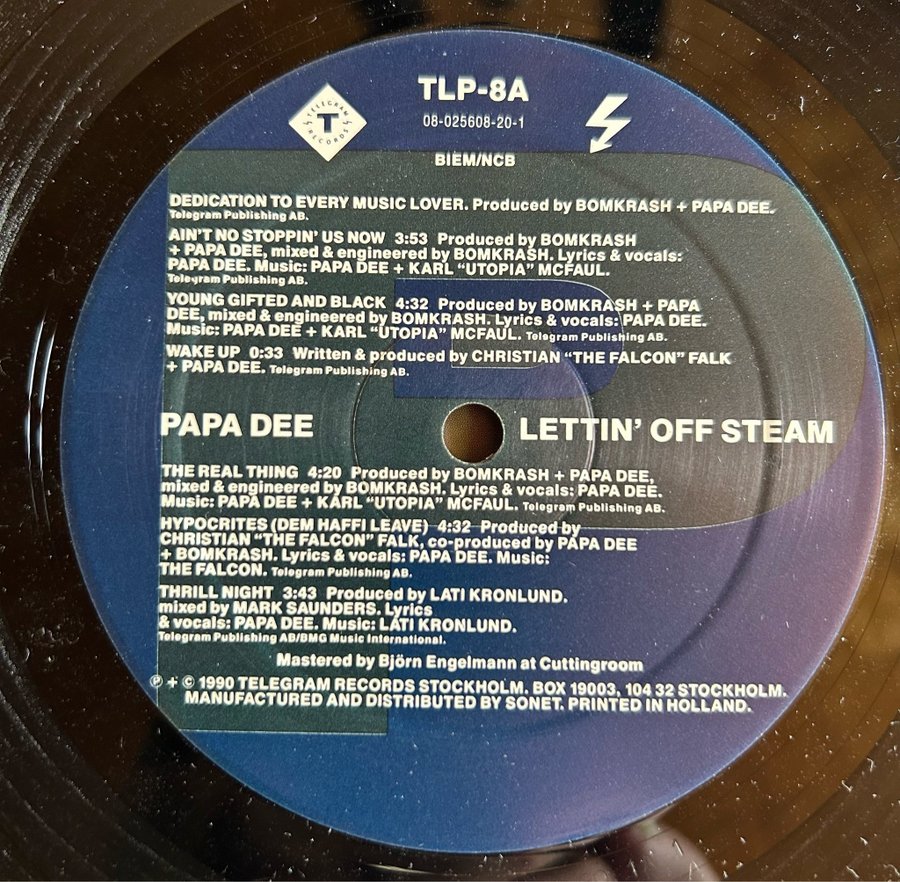 TLP-8A
TELEGRAM
T
RECORDS
08-025608-20-1
BIEM/NCB
DEDICATION TO EVERY MUSIC LOVER. Produced by BOMKRASH + PAPA DEE.
Telegram Publishing AB.
AIN'T NO STOPPIN' US NOW 3:53 Produced by BOMKRASH
+ PAPA DEE, mixed & engineered by BOMKRASH. Lyrics & vocals:
PAPA DEE. Music: PAPA DEE + KARL "UTOPIA" MCFAUL.
Telegram Publishing AB.
YOUNG GIFTED AND BLACK 4:32 Produced by BOMKRASH + PAPA
DEE, mixed & engineered by BOMKRASH. Lyrics & vocals: PAPA DEE.
Music: PAPA DEE + KARL "UTOPIA" MCFAUL. Telegram Publishing AB.
WAKE UP 0:33 Written & produced by CHRISTIAN "THE FALCON" FALK
+ PAPA DEE. Telegram Publishing AB.
PAPA DEE LETTIN' OFF STEAM
THE REAL THING 4:20 Produced by BOMKRASH + PAPA DEE,
mixed & engineered by BOMKRASH. Lyrics & vocals: PAPA DEE.
Music: PAPA DEE + KARL "UTOPIA" MCFAUL. Telegram Publishing AB.
HYPOCRITES (DEM HAFFI LEAVE) 4:32 Produced by
CHRISTIAN "THE FALCON" FALK, co-produced by PAPA DEE
+ BOMKRASH. Lyrics & vocals: PAPA DEE. Music:
THE FALCON. Telegram Publishing AB.
THRILL NIGHT 3:43 Produced by LATI KRONLUND.
mixed by MARK SAUNDERS. Lyrics
& vocals: PAPA DEE. Music: LATI KRONLUND.
Telegram Publishing AB/BMG Music International.
Mastered by Björn Engelmann at Cuttingroom
℗ + © 1990 TELEGRAM RECORDS STOCKHOLM. BOX 19003, 104 32 STOCKHOLM.
MANUFACTURED AND DISTRIBUTED BY SONET. PRINTED IN HOLLAND.